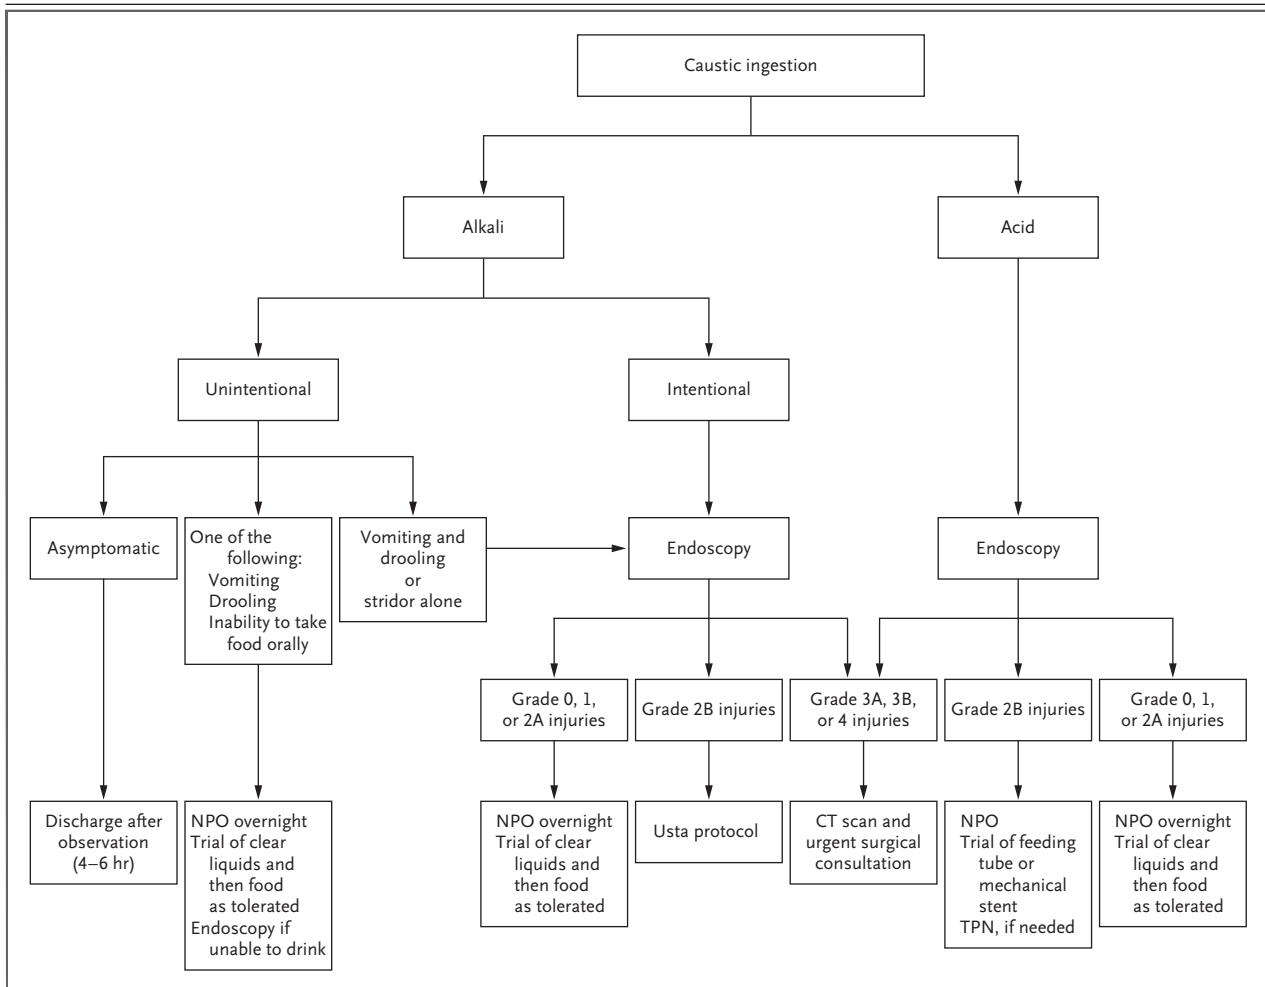 Caustic ingestion
Alkali
Acid
Unintentional
Intentional
Asymptomatic
One of the
following:
Vomiting
Drooling
Inability to take
food orally
Vomiting and
drooling
or
stridor alone
Endoscopy
Endoscopy
Grade 0, 1,
or 2A injuries
Grade 2B injuries
Grade 3A, 3B,
or 4 injuries
Grade 2B injuries
Grade 0, 1,
or 2A injuries
Discharge after
observation
(4–6 hr)
NPO overnight
Trial of clear
liquids and
then food
as tolerated
Endoscopy if
unable to drink
NPO overnight
Trial of clear
liquids and
then food
as tolerated
Usta protocol
CT scan and
urgent surgical
consultation
NPO
Trial of feeding
tube or
mechanical
stent
TPN, if needed
NPO overnight
Trial of clear
liquids and
then food
as tolerated